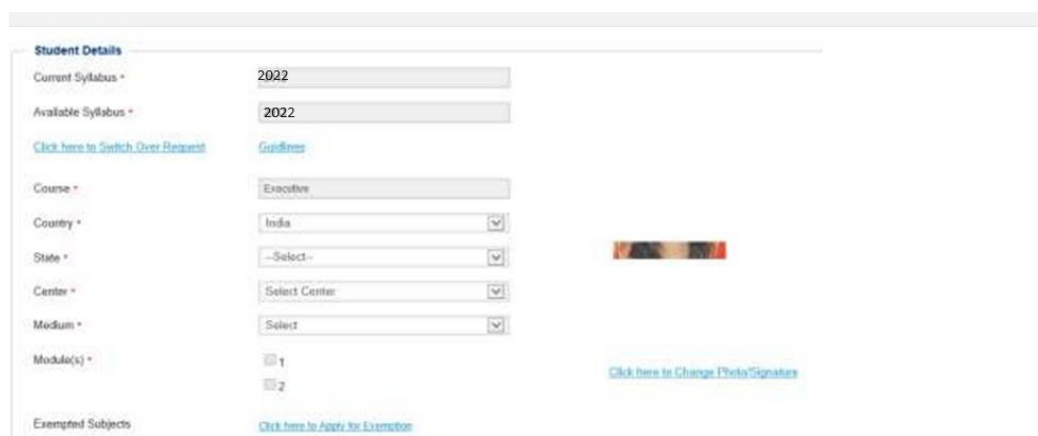 Student Details
Current Syllabus * 2022
Available Syllabus * 2022
Click here to Switch Over Request Guidlines
Course * Executive
Country * India
State * --Select--
Center * Select Center
Medium * Select
Module(s) * 1
2
Click here to Change Photo/Signature
Exempted Subjects Click here to Apply for Exemption